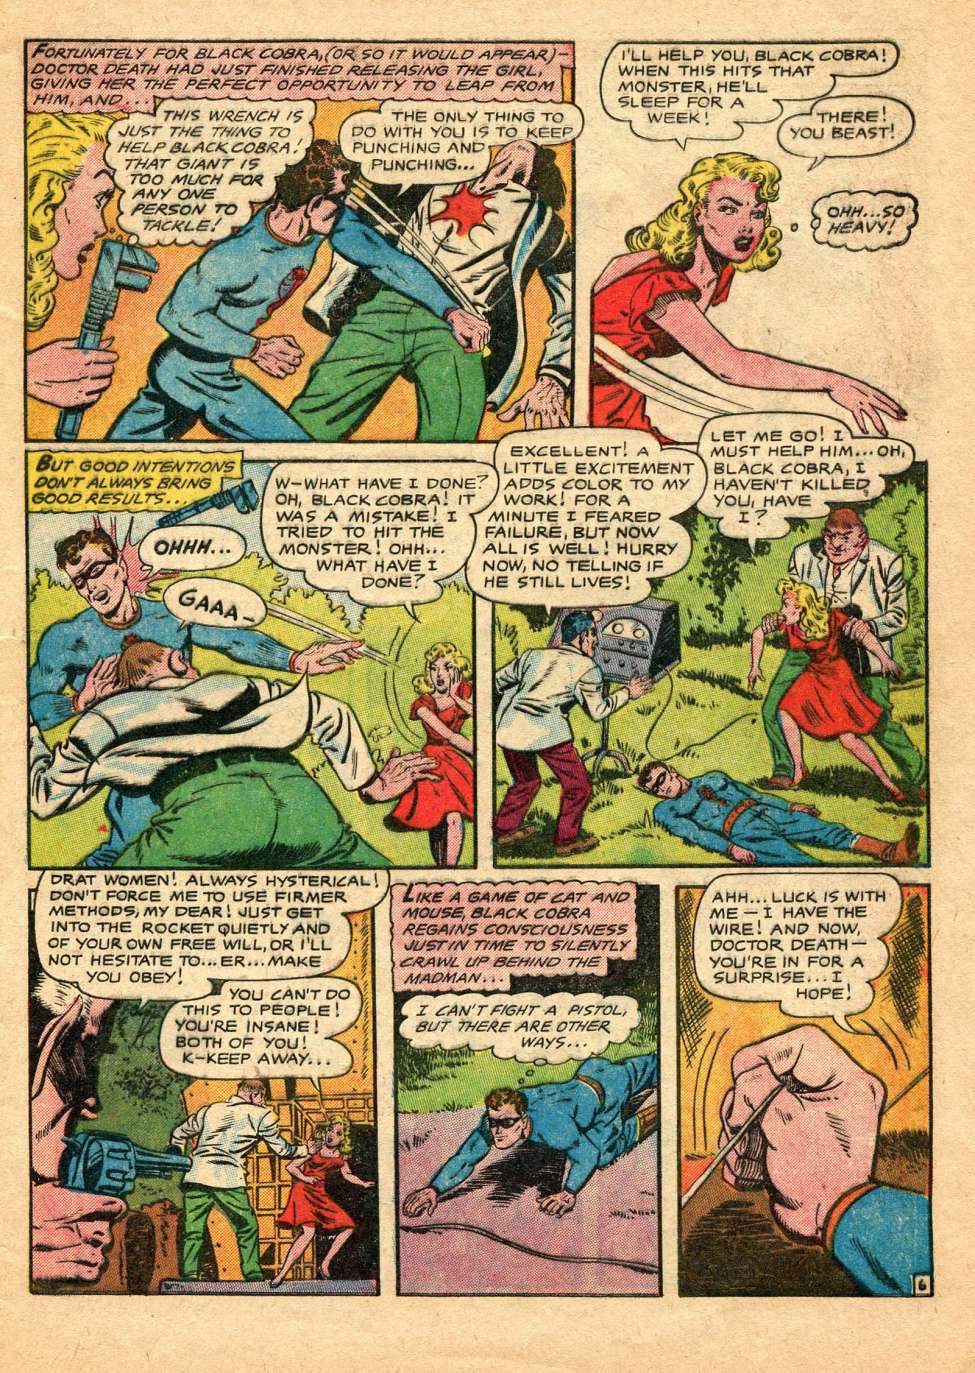 FORTUNATELY FOR BLACK COBRA, (OR SO IT WOULD APPEAR)-
DOCTOR DEATH HAD JUST FINISHED RELEASING THE GIRL,
GIVING HER THE PERFECT OPPORTUNITY TO LEAP FROM
HIM, AND...
THIS WRENCH IS
JUST THE THING TO
HELP BLACK COBRA!
THAT GIANT IS
TOO MUCH FOR
ANY ONE
PERSON TO
TACKLE!
THE ONLY THING TO
DO WITH YOU IS TO KEEP
PUNCHING AND
PUNCHING...
I'LL HELP YOU, BLACK COBRA!
WHEN THIS HITS THAT
MONSTER, HE'LL
SLEEP FOR A
WEEK!
THERE!
YOU BEAST!
OHH...SO
HEAVY!
BUT GOOD INTENTIONS
DON'T ALWAYS BRING
GOOD RESULTS...
OHHH...
GAAA-
W-WHAT HAVE I DONE?
OH, BLACK COBRA! IT
WAS A MISTAKE! I
TRIED TO HIT THE
MONSTER! OHH...
WHAT HAVE I
DONE?
EXCELLENT! A
LITTLE EXCITEMENT
ADDS COLOR TO MY
WORK! FOR A
MINUTE I FEARED
FAILURE, BUT NOW
ALL IS WELL! HURRY
NOW, NO TELLING IF
HE STILL LIVES!
LET ME GO! I
MUST HELP HIM...OH,
BLACK COBRA, I
HAVEN'T KILLED
YOU, HAVE
I?
DRAT WOMEN! ALWAYS HYSTERICAL!
DON'T FORCE ME TO USE FIRMER
METHODS, MY DEAR! JUST GET
INTO THE ROCKET QUIETLY AND
OF YOUR OWN FREE WILL, OR I'LL
NOT HESITATE TO...ER...MAKE
YOU OBEY!
YOU CAN'T DO
THIS TO PEOPLE!
YOU'RE INSANE!
BOTH OF YOU!
K-KEEP AWAY...
LIKE A GAME OF CAT AND
MOUSE, BLACK COBRA
REGAINS CONSCIOUSNESS
JUST IN TIME TO SILENTLY
CRAWL UP BEHIND THE
MADMAN...
I CAN'T FIGHT A PISTOL,
BUT THERE ARE OTHER
WAYS...
AHH...LUCK IS WITH
ME - I HAVE THE
WIRE! AND NOW,
DOCTOR DEATH-
YOU'RE IN FOR A
SURPRISE...I
HOPE!
6